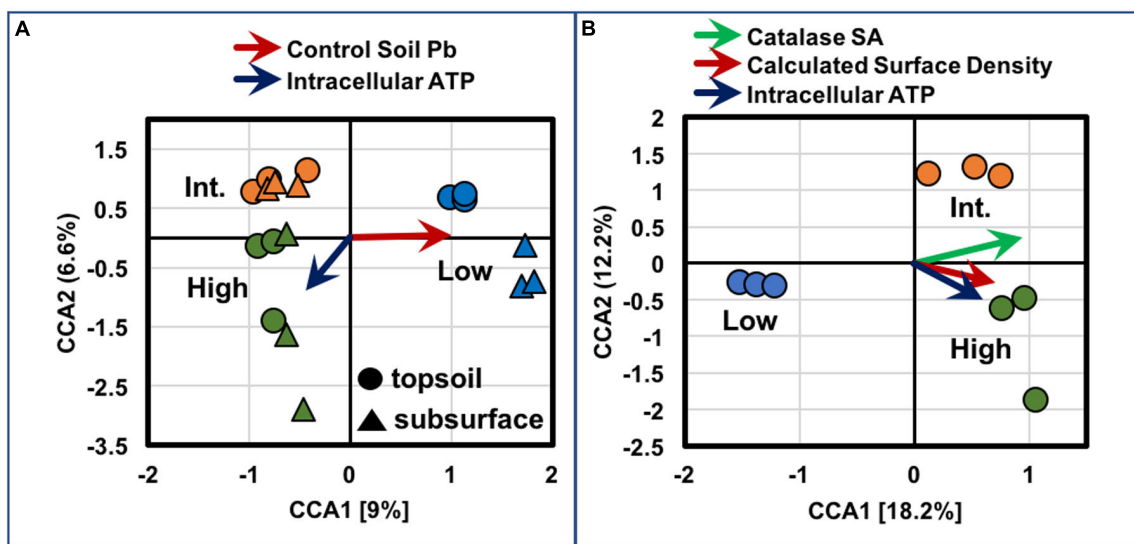 A
Control Soil Pb
Intracellular ATP
1.5
0.5
-0.5
-1.5
-2.5
-3.5
CCA2 (6.6%)
Int.
High
Low
topsoil
subsurface
-2
-1
0
1
2
CCA1 [9%]
B
Catalase SA
Calculated Surface Density
Intracellular ATP
2
1.5
1
0.5
0
-0.5
-1
-1.5
-2
-2.5
CCA2 (12.2%)
Int.
Low
High
-2
-1
0
1
CCA1 [18.2%]